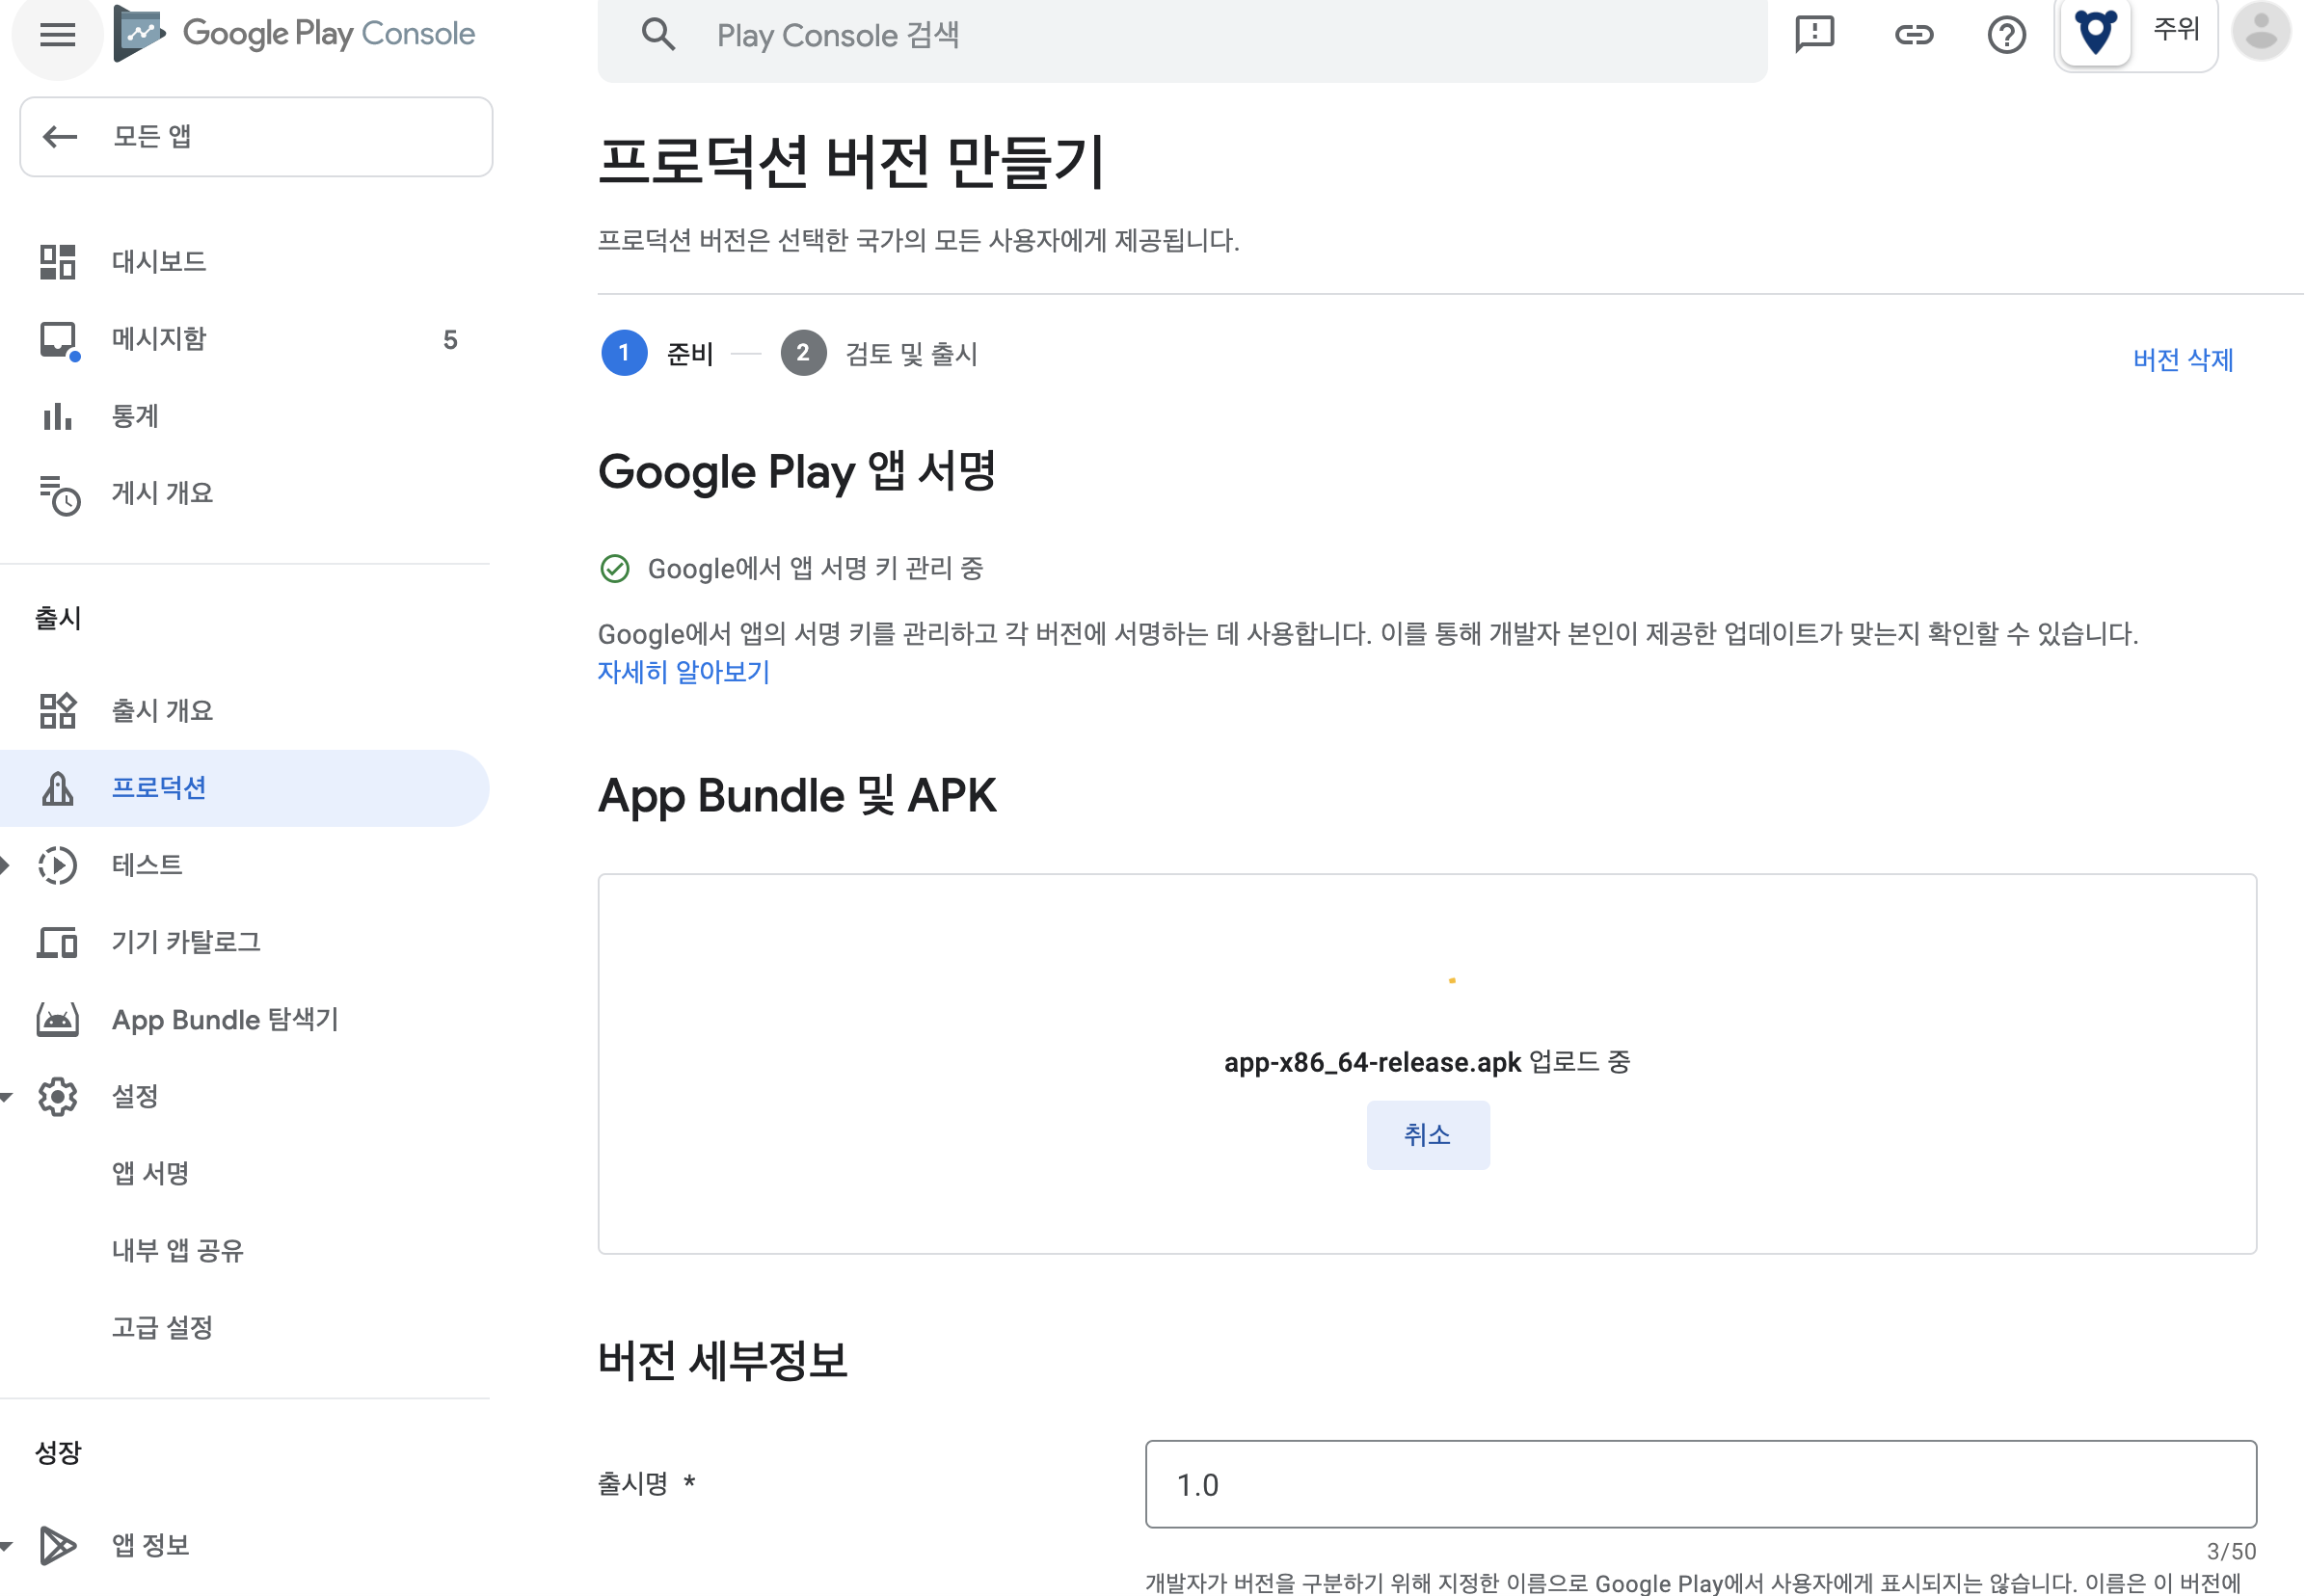 Google Play Console
Play Console 검색
주위
모든 앱
대시보드
메시지함 5
통계
게시 개요
출시
출시 개요
프로덕션
테스트
기기 카탈로그
App Bundle 탐색기
설정
앱 서명
내부 앱 공유
고급 설정
성장
앱 정보
프로덕션 버전 만들기
프로덕션 버전은 선택한 국가의 모든 사용자에게 제공됩니다.
1 준비 — 2 검토 및 출시
버전 삭제
Google Play 앱 서명
Google에서 앱 서명 키 관리 중
Google에서 앱의 서명 키를 관리하고 각 버전에 서명하는 데 사용합니다. 이를 통해 개발자 본인이 제공한 업데이트가 맞는지 확인할 수 있습니다.
자세히 알아보기
App Bundle 및 APK
app-x86_64-release.apk 업로드 중
취소
버전 세부정보
출시명 *
1.0
3/50
개발자가 버전을 구분하기 위해 지정한 이름으로 Google Play에서 사용자에게 표시되지는 않습니다. 이름은 이 버전에